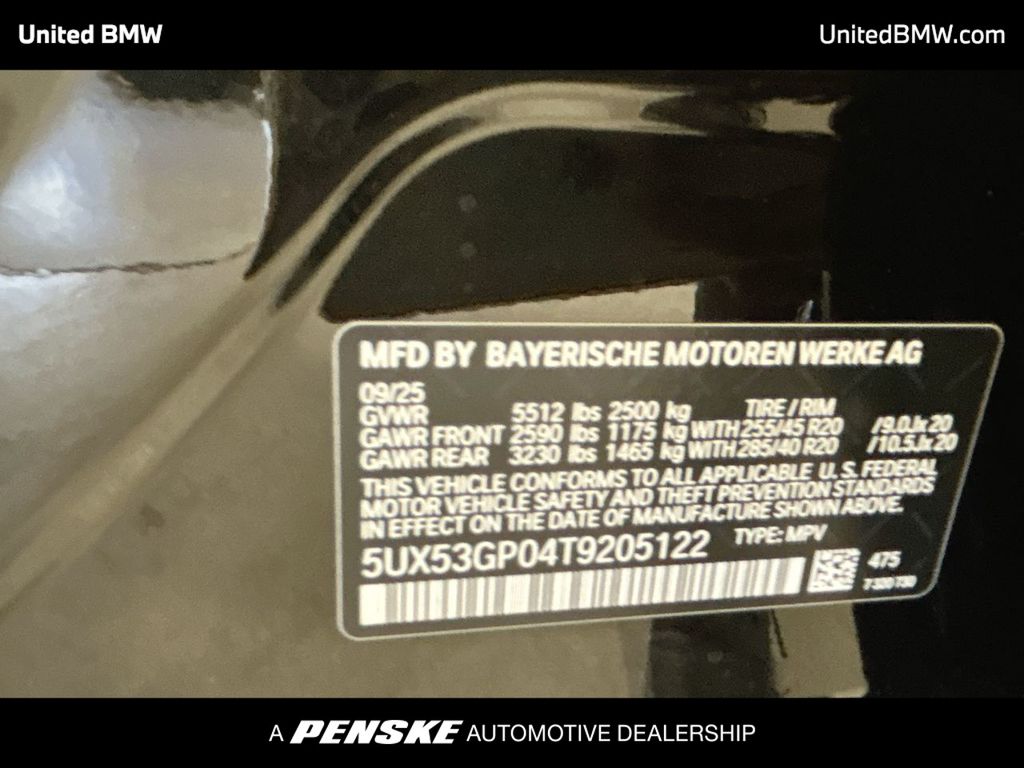 United BMW
UnitedBMW.com
MFD BY BAYERISCHE MOTOREN WERKE AG
09/25
GVWR 5512 lbs 2500 kg TIRE / RIM
GAWR FRONT 2590 lbs 1175 kg WITH 255/45 R20 /9.0Jx20
GAWR REAR 3230 lbs 1465 kg WITH 285/40 R20 /10.5Jx20
THIS VEHICLE CONFORMS TO ALL APPLICABLE U. S. FEDERAL
MOTOR VEHICLE SAFETY AND THEFT PREVENTION STANDARDS
IN EFFECT ON THE DATE OF MANUFACTURE SHOWN ABOVE.
5UX53GP04T9205122 TYPE: MPV
475
A PENSKE AUTOMOTIVE DEALERSHIP